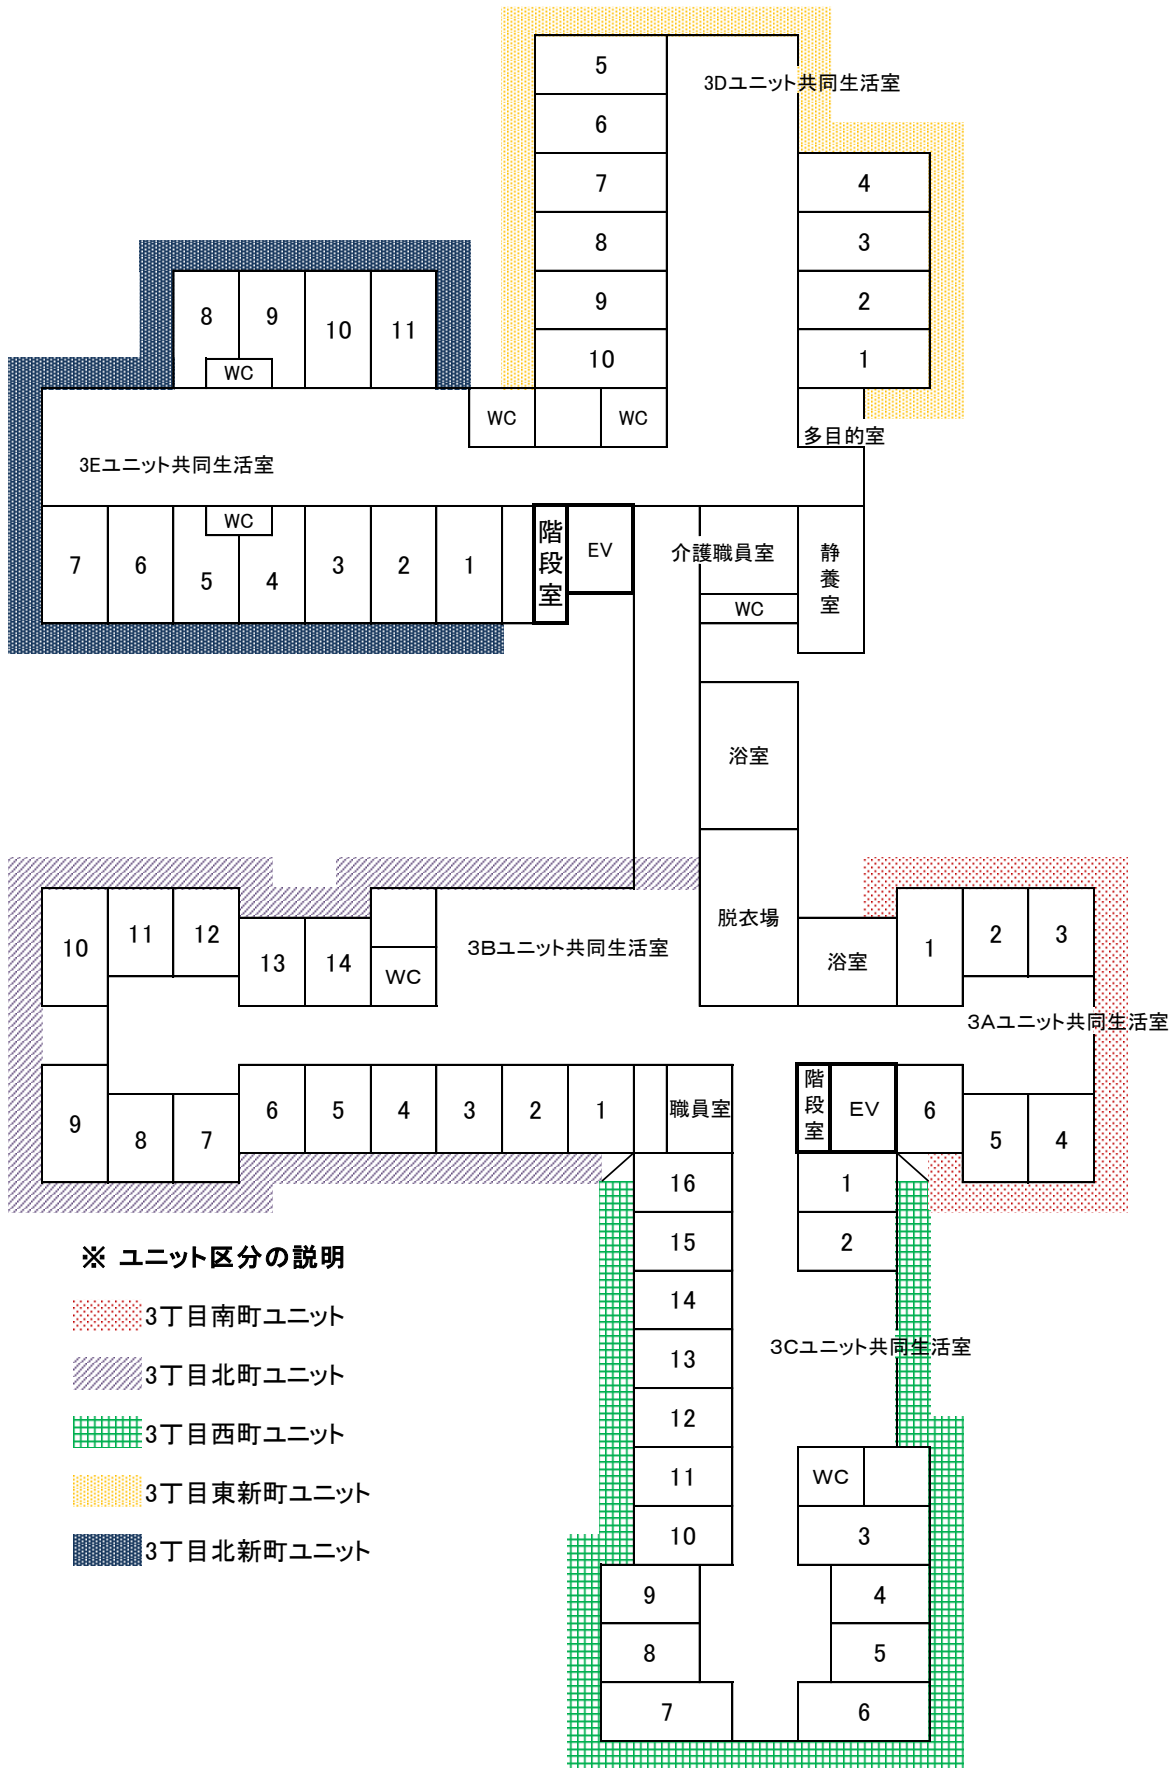 5
3Dユニット共同生活室
6
7
4
8
3
9
2
10
1
8
9
10
11
WC
WC
WC
多目的室
3Eユニット共同生活室
WC
7
6
5
4
3
2
1
階段室
EV
介護職員室
静養室
WC
浴室
脱衣場
10
11
12
13
14
WC
3Bユニット共同生活室
浴室
1
2
3
3Aユニット共同生活室
9
8
7
6
5
4
3
2
1
職員室
階段室
EV
6
5
4
16
1
15
2
14
13
3Cユニット共同生活室
12
11
WC
10
3
9
4
8
5
7
6
※ ユニット区分の説明
3丁目南町ユニット
3丁目北町ユニット
3丁目西町ユニット
3丁目東新町ユニット
3丁目北新町ユニット